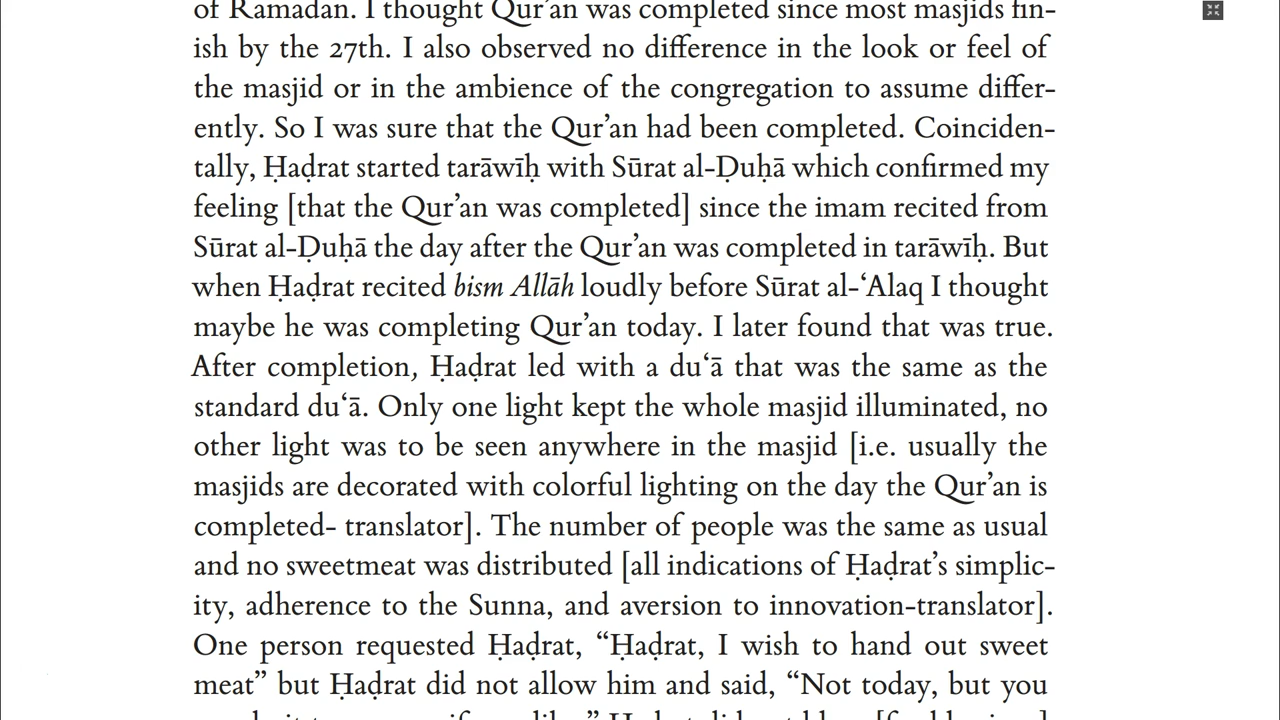 of Ramadan. I thought Qur’an was completed since most masjids fin-
ish by the 27th. I also observed no difference in the look or feel of
the masjid or in the ambience of the congregation to assume differ-
ently. So I was sure that the Qur’an had been completed. Coinciden-
tally, Ḥaḍrat started tarāwīḥ with Sūrat al-Ḍuḥā which confirmed my
feeling [that the Qur’an was completed] since the imam recited from
Sūrat al-Ḍuḥā the day after the Qur’an was completed in tarāwīḥ. But
when Ḥaḍrat recited bism Allāh loudly before Sūrat al-‘Alaq I thought
maybe he was completing Qur’an today. I later found that was true.
After completion, Ḥaḍrat led with a du‘ā that was the same as the
standard du‘ā. Only one light kept the whole masjid illuminated, no
other light was to be seen anywhere in the masjid [i.e. usually the
masjids are decorated with colorful lighting on the day the Qur’an is
completed- translator]. The number of people was the same as usual
and no sweetmeat was distributed [all indications of Ḥaḍrat’s simplic-
ity, adherence to the Sunna, and aversion to innovation-translator].
One person requested Ḥaḍrat, “Ḥaḍrat, I wish to hand out sweet
meat” but Ḥaḍrat did not allow him and said, “Not today, but you